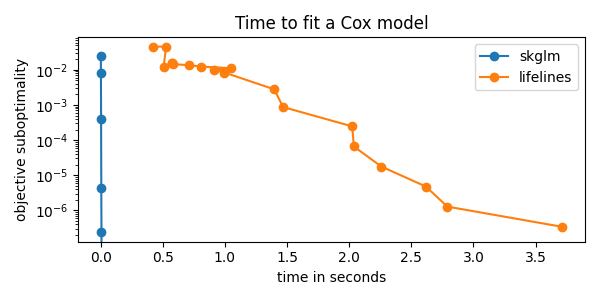 Time to fit a Cox model
objective suboptimality
10⁻²
10⁻³
10⁻⁴
10⁻⁵
10⁻⁶
skglm
lifelines
0.0 0.5 1.0 1.5 2.0 2.5 3.0 3.5
time in seconds